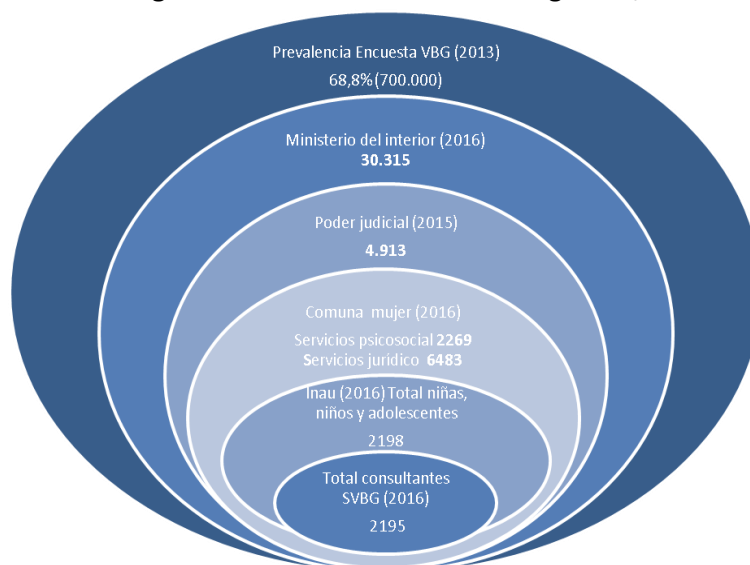 Prevalencia Encuesta VBG (2013)
68,8%(700.000)
Ministerio del interior (2016)
30.315
Poder judicial (2015)
4.913
Comuna mujer (2016)
Servicios psicosocial 2269
Servicios jurídico 6483
Inau (2016) Total niñas,
niños y adolescentes
2198
Total consultantes
SVBG (2016)
2195